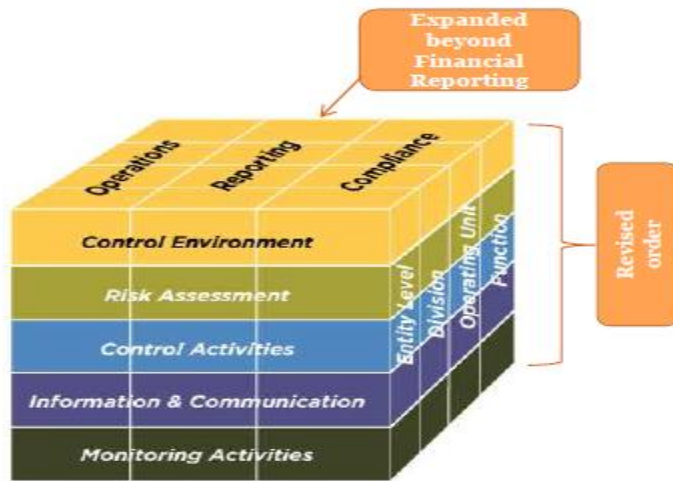 Expanded
beyond
Financial
Reporting
Operations
Reporting
Compliance
Control Environment
Risk Assessment
Control Activities
Information & Communication
Monitoring Activities
Entity Level
Division
Operating Unit
Function
Revised
order